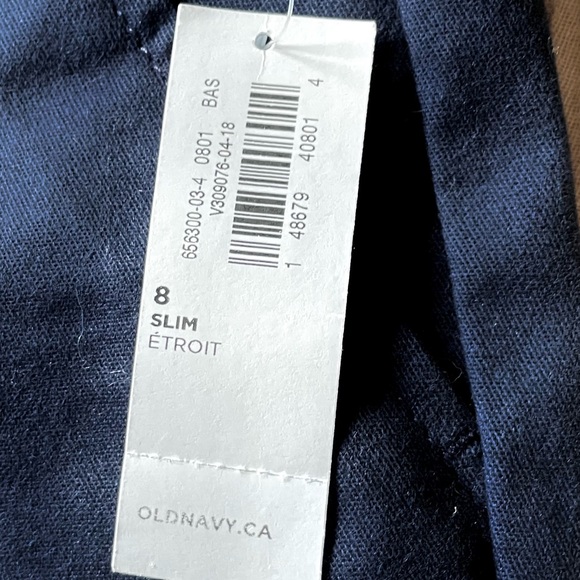 656300-03-4 0801 BAS
V309076-04-18
1 48679 40801 4
8
SLIM
ÉTROIT
OLDNAVY.CA